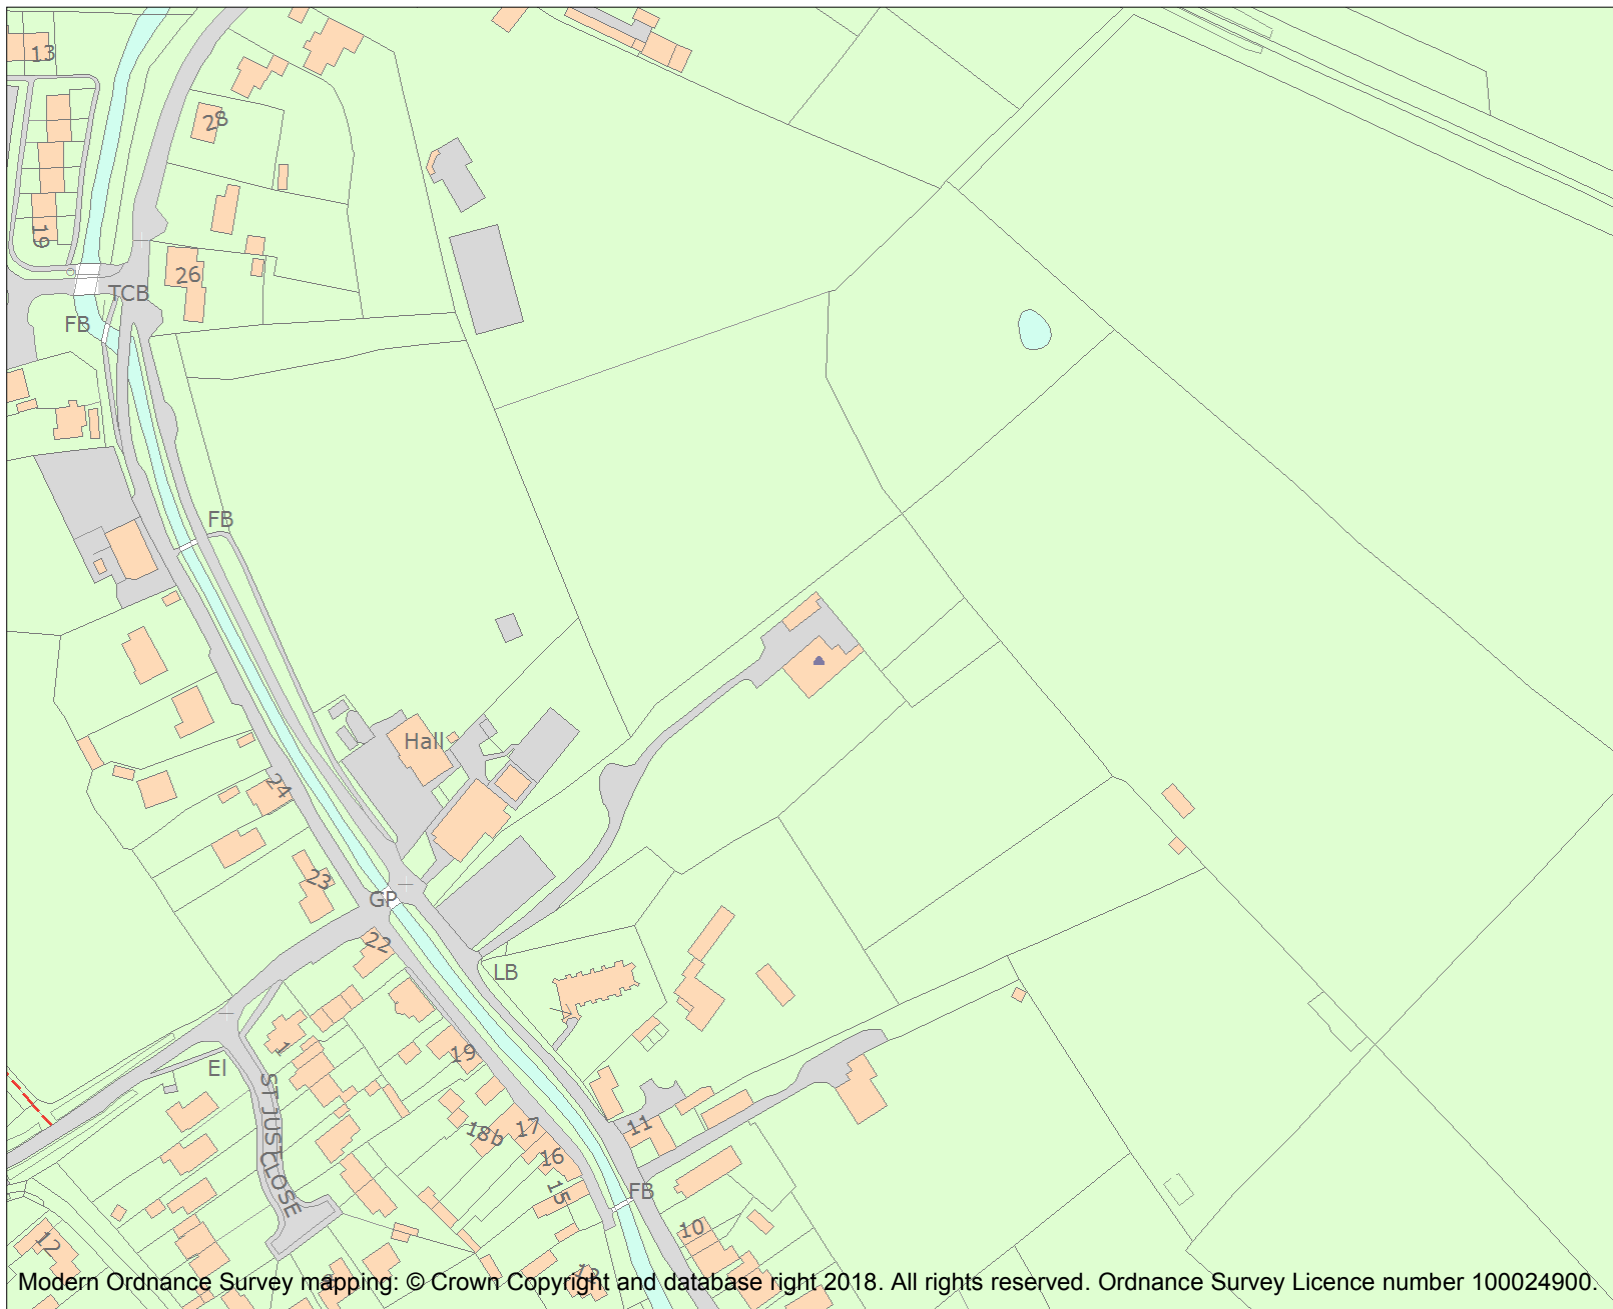 13
28
19
26
TCB
FB
FB
Hall
24
23
GP
22
LB
19
1
El
ST JUST CLOSE
11
18b
17
16
15
FB
10
12
12
Modern Ordnance Survey mapping: © Crown Copyright and database right 2018. All rights reserved. Ordnance Survey Licence number 100024900.